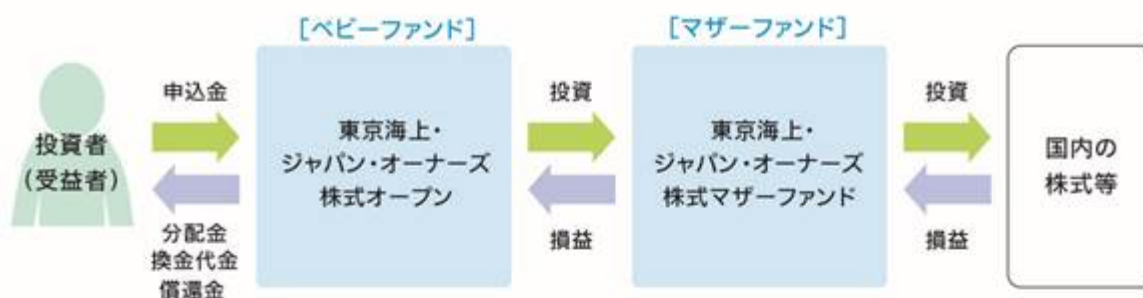 [ベビーファンド]
[マザーファンド]
投資者
(受益者)
申込金
分配金
換金代金
償還金
東京海上・
ジャパン・オーナーズ
株式オープン
投資
損益
東京海上・
ジャパン・オーナーズ
株式マザーファンド
投資
損益
国内の
株式等